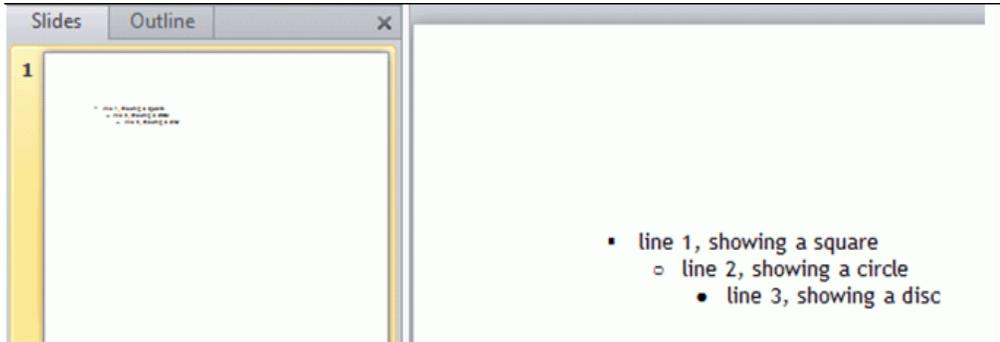 Slides Outline ×
1
▪ line 1, showing a square
○ line 2, showing a circle
● line 3, showing a disc